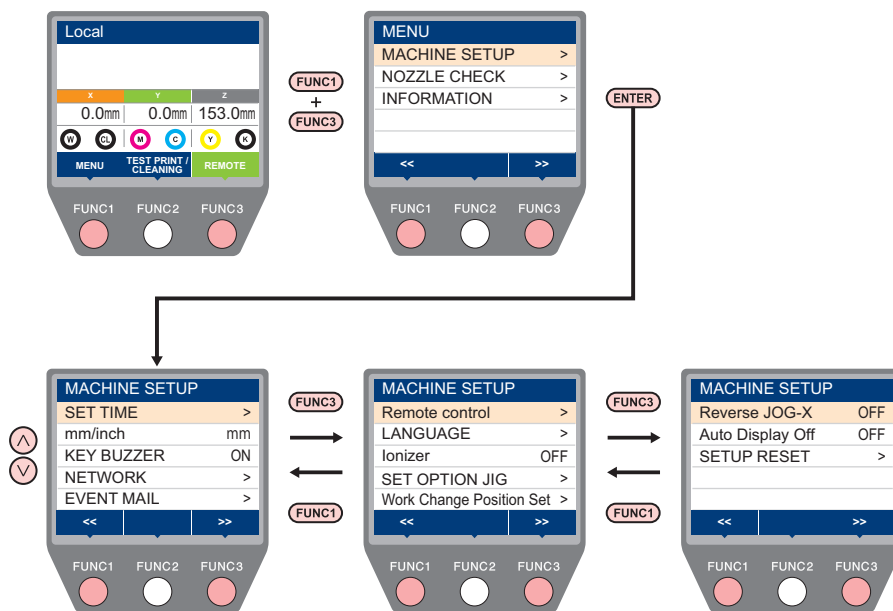 Local
X Y Z
0.0mm 0.0mm 153.0mm
W CL M C Y K
MENU TEST PRINT / CLEANING REMOTE
FUNC1 FUNC2 FUNC3
FUNC1
+
FUNC3
MENU
MACHINE SETUP >
NOZZLE CHECK >
INFORMATION >
<< >>
FUNC1 FUNC2 FUNC3
ENTER
MACHINE SETUP
SET TIME >
mm/inch mm
KEY BUZZER ON
NETWORK >
EVENT MAIL >
<< >>
FUNC1 FUNC2 FUNC3
FUNC3
FUNC1
MACHINE SETUP
Remote control >
LANGUAGE >
Ionizer OFF
SET OPTION JIG >
Work Change Position Set >
<< >>
FUNC1 FUNC2 FUNC3
FUNC3
FUNC1
MACHINE SETUP
Reverse JOG-X OFF
Auto Display Off OFF
SETUP RESET >
<< >>
FUNC1 FUNC2 FUNC3